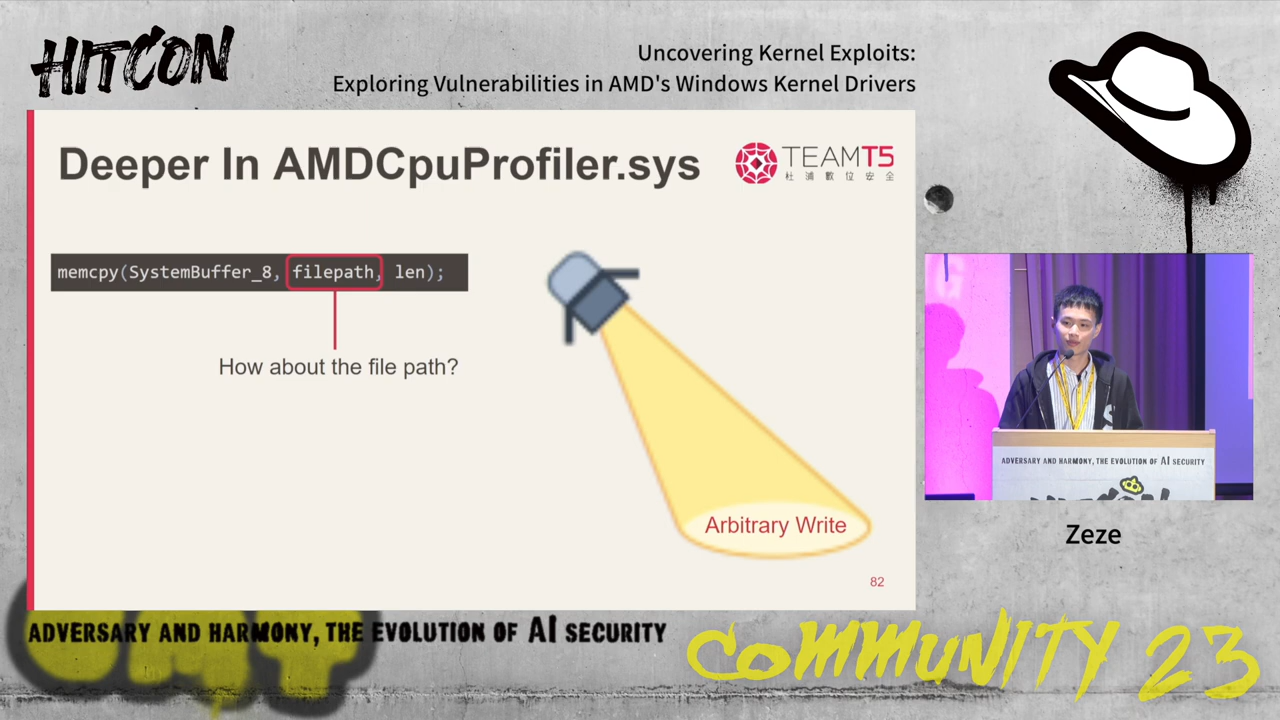 HITCON
Uncovering Kernel Exploits:
Exploring Vulnerabilities in AMD's Windows Kernel Drivers
Deeper In AMDCpuProfiler.sys
TEAMT5
杜浦數位安全
memcpy(SystemBuffer_8, filepath, len);
How about the file path?
Arbitrary Write
82
ADVERSARY AND HARMONY, THE EVOLUTION OF AI SECURITY
Zeze
ADVERSARY AND HARMONY, THE EVOLUTION OF AI SECURITY
COMMUNITY 23